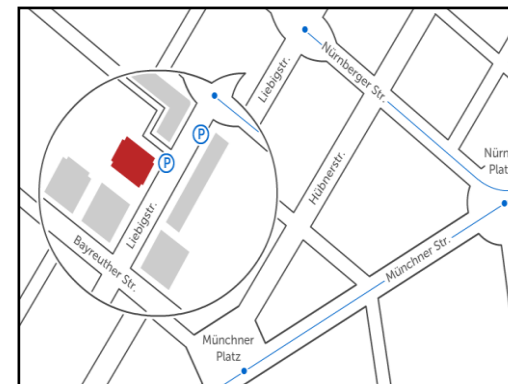 Liebigstr.
Nürnberger Str.
P
P
Nürn
Plat
Hübnerstr.
Liebigstr.
Bayreuther Str.
Münchner Str.
Münchner
Platz